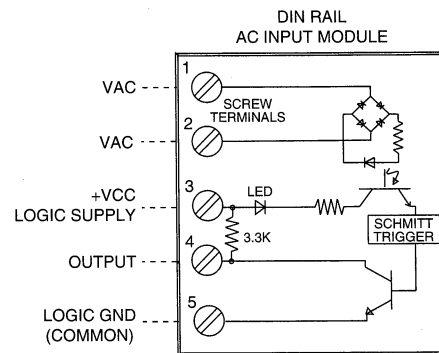 DIN RAIL
AC INPUT MODULE
1
VAC
SCREW
TERMINALS
2
VAC
3
+VCC
LOGIC SUPPLY
LED
3.3K
SCHMITT
TRIGGER
4
OUTPUT
5
LOGIC GND
(COMMON)